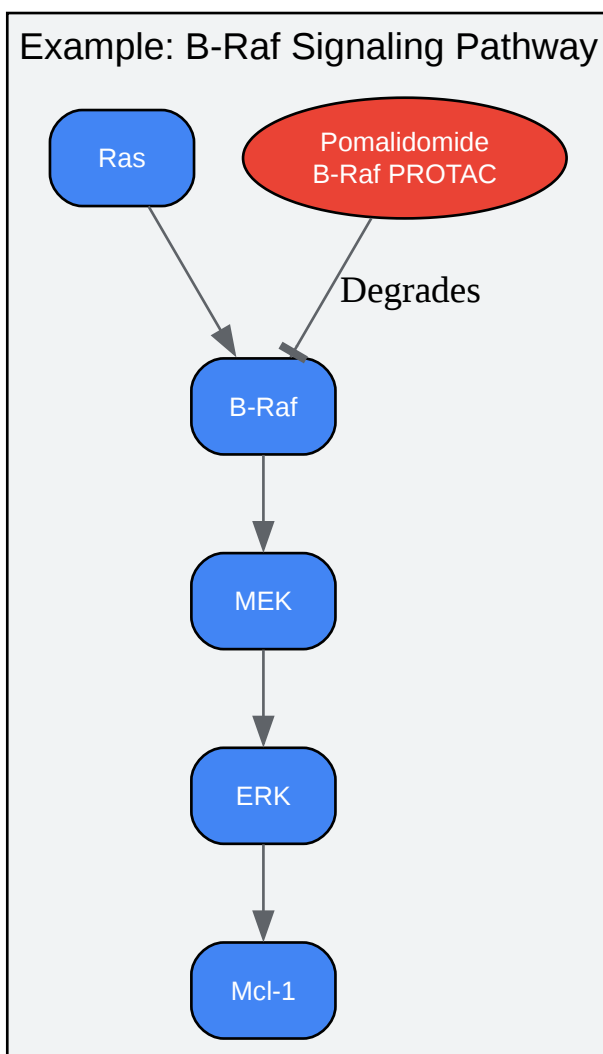 Example: B-Raf Signaling Pathway
Ras
Pomalidomide
B-Raf PROTAC
Degrades
B-Raf
MEK
ERK
Mcl-1